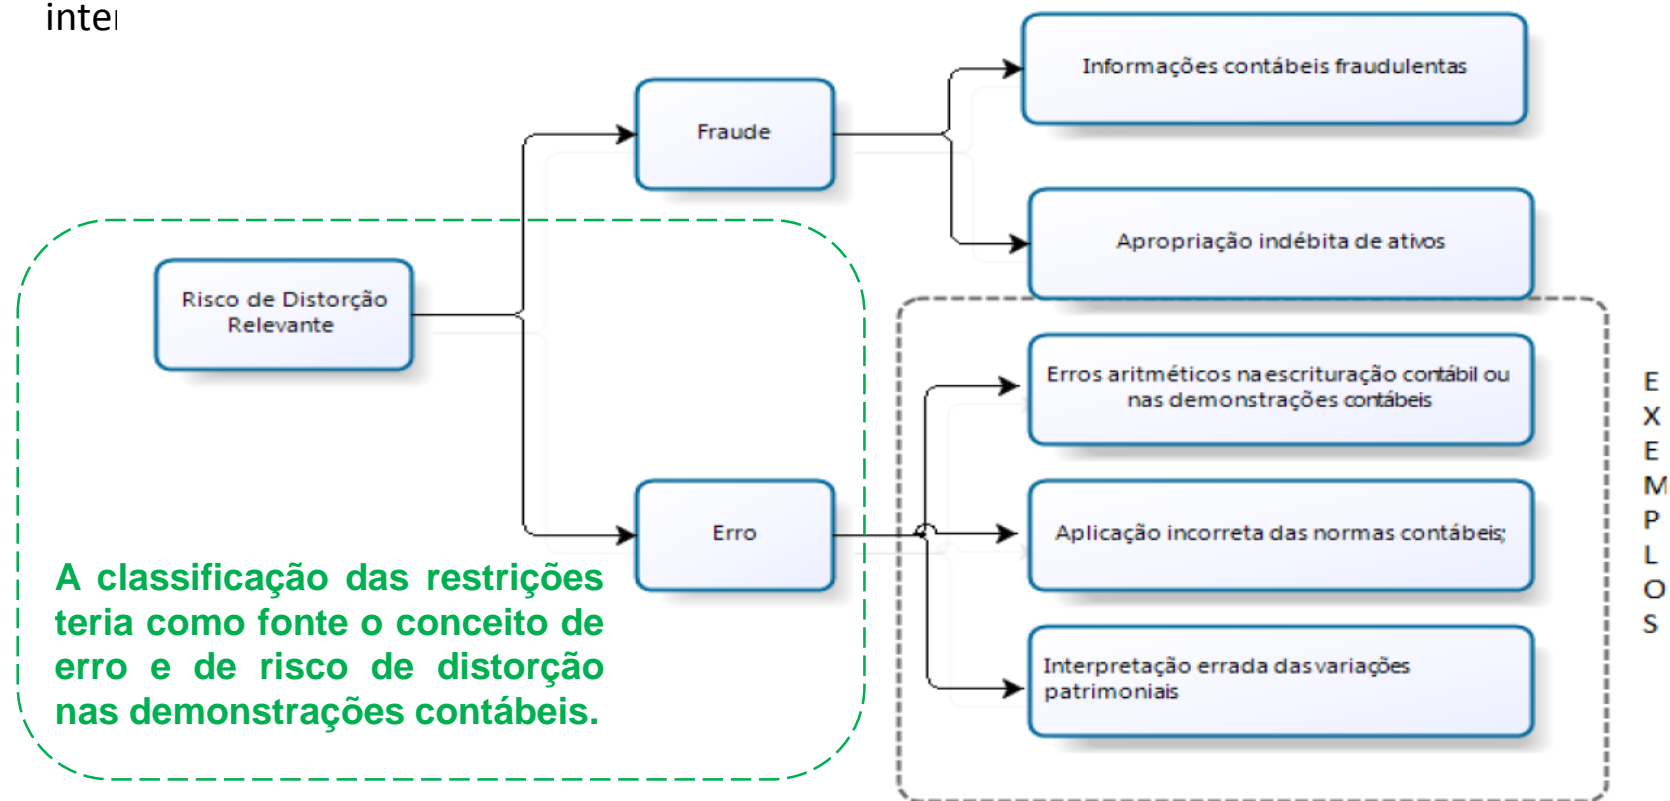 Informações contábeis fraudulentas
Fraude
Apropriação indébita de ativos
Risco de Distorção
Relevante
Erros aritméticos na escrituração contábil ou
nas demonstrações contábeis
Erro
Aplicação incorreta das normas contábeis;
A classificação das restrições
teria como fonte o conceito de
erro e de risco de distorção
nas demonstrações contábeis.
Interpretação errada das variações
patrimoniais
E
X
E
M
P
L
O
S